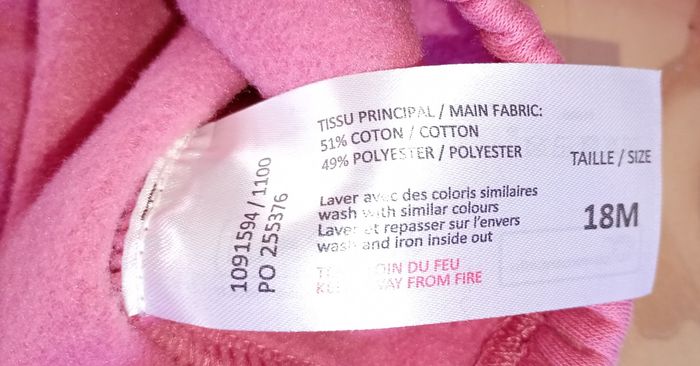 TISSU PRINCIPAL / MAIN FABRIC:
51% COTON / COTTON
49% POLYESTER / POLYESTER
TAILLE / SIZE
18M
Laver avec des coloris similaires
wash with similar colours
Laver et repasser sur l'envers
wash and iron inside out
DU FEU
AWAY FROM FIRE
1091594 / 1100
PO 255376